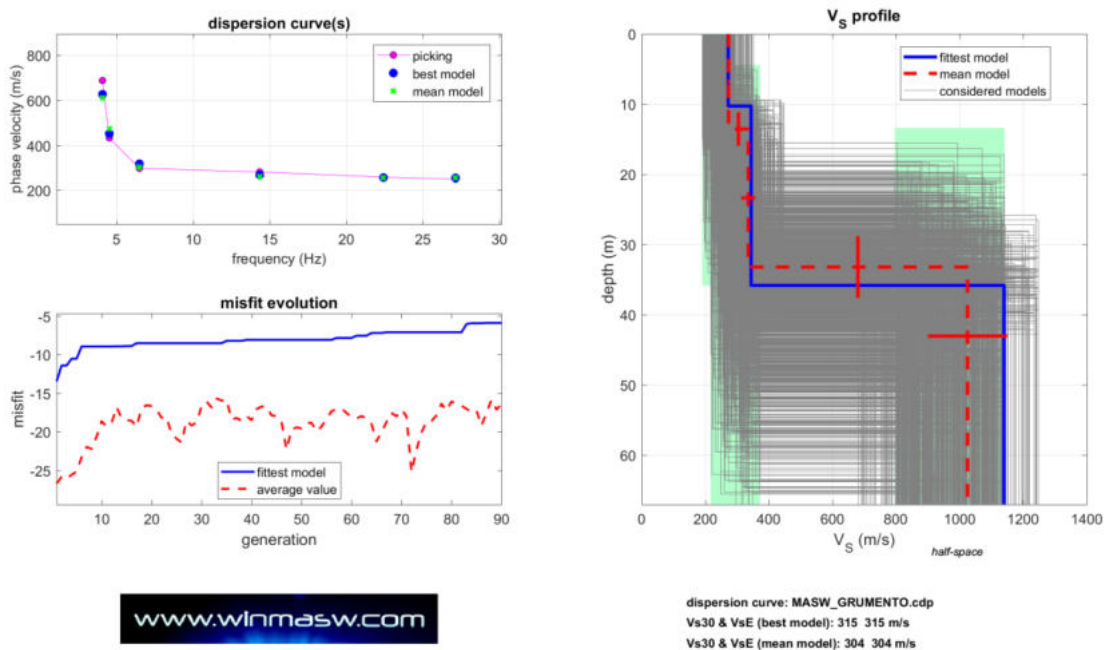 dispersion curve(s)
800
600
400
200
phase velocity (m/s)
picking
best model
mean model
5 10 15 20 25 30
frequency (Hz)
misfit evolution
-5
-10
-15
-20
-25
misfit
fittest model
average value
10 20 30 40 50 60 70 80 90
generation
www.winmasw.com
VS profile
0
10
20
30
40
50
60
depth (m)
fittest model
mean model
considered models
0 200 400 600 800 1000 1200 1400
VS (m/s)
half-space
dispersion curve: MASW_GRUMENTO.cdp
Vs30 & VsE (best model): 315 315 m/s
Vs30 & VsE (mean model): 304 304 m/s